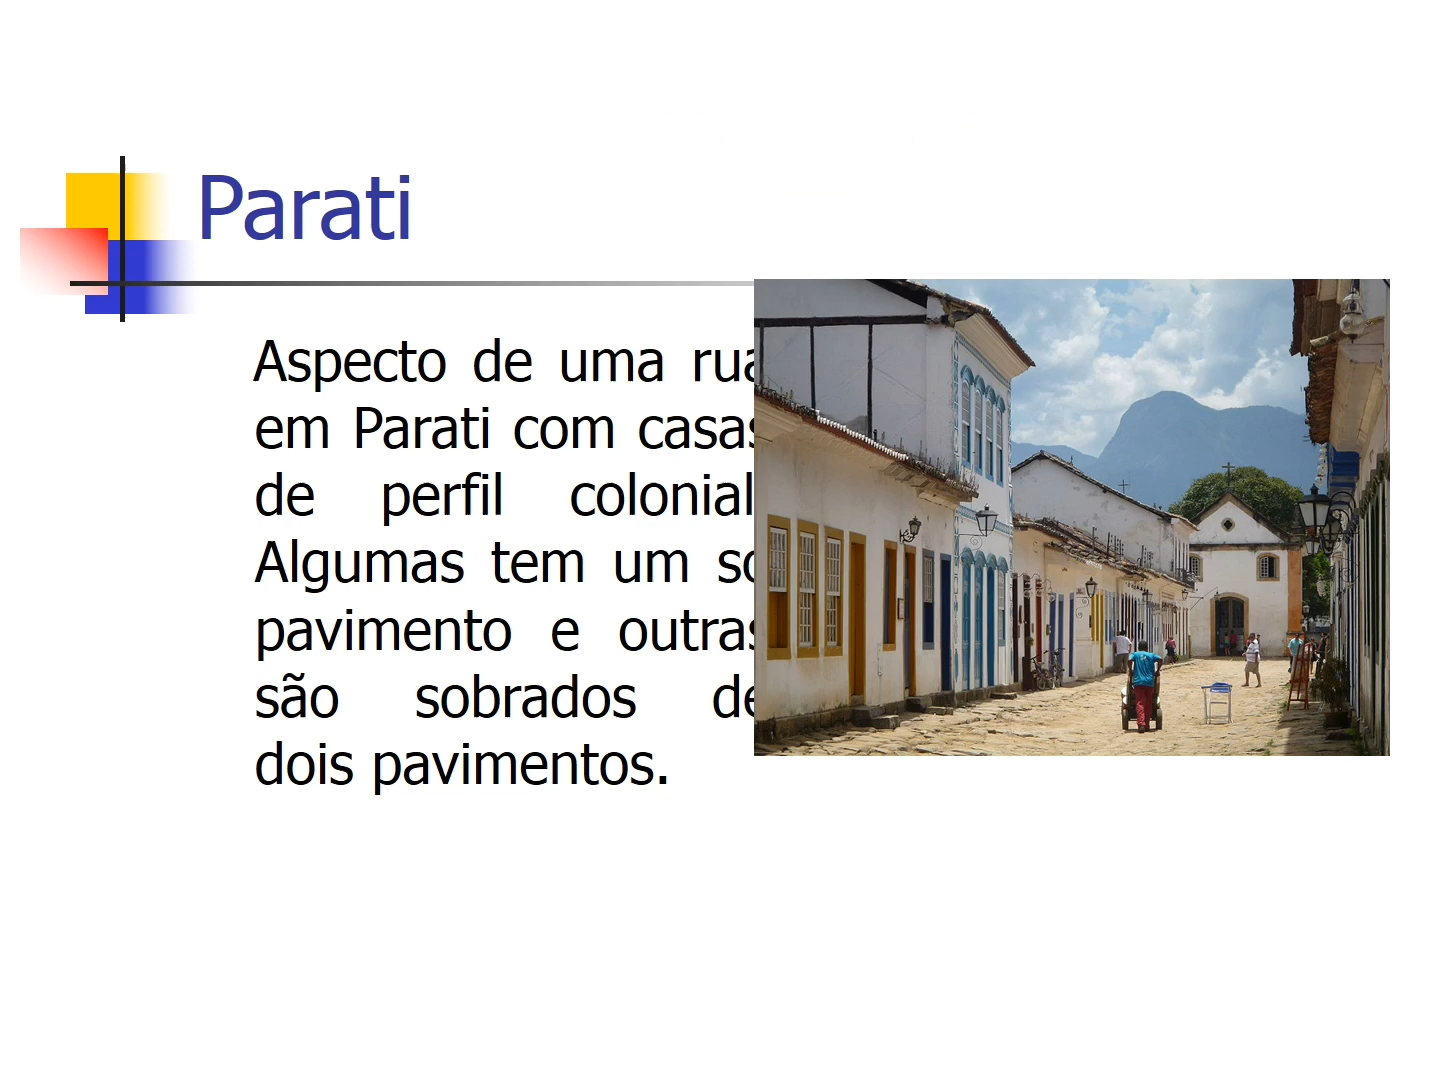 Parati
Aspecto de uma rua
em Parati com casas
de perfil colonial
Algumas tem um so
pavimento e outras
são sobrados de
dois pavimentos.